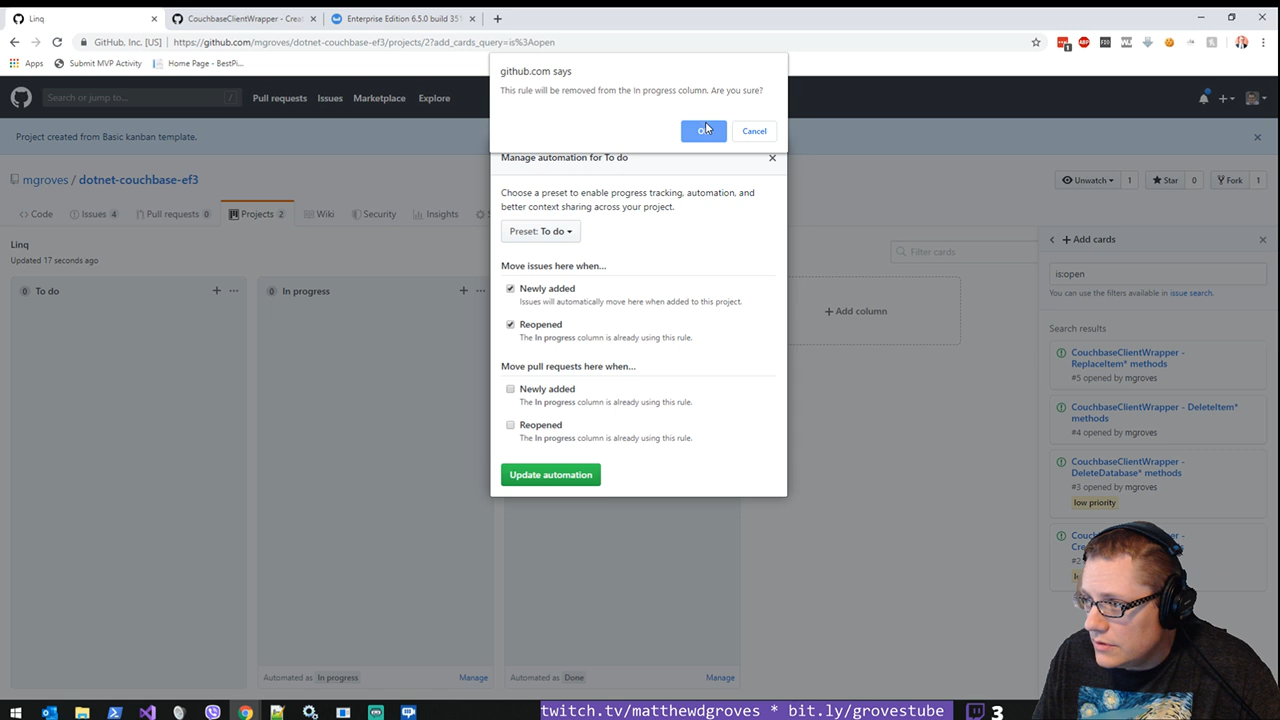 Linq
CouchbaseClientWrapper - Creat
Enterprise Edition 6.5.0 build 351
GitHub, Inc. [US]
https://github.com/mgroves/dotnet-couchbase-ef3/projects/2?add_cards_query=is%3Aopen
Apps
Submit MVP Activity
Home Page - BestPr...
github.com says
This rule will be removed from the In progress column. Are you sure?
Cancel
Search or jump to...
/
Pull requests
Issues
Marketplace
Explore
Project created from Basic kanban template.
mgroves / dotnet-couchbase-ef3
Unwatch
1
Star
0
Fork
1
Code
Issues 4
Pull requests 0
Projects 2
Wiki
Security
Insights
Linq
Updated 17 seconds ago
Filter cards
0 To do
0 In progress
+ Add column
Manage automation for To do
Choose a preset to enable progress tracking, automation, and
better context sharing across your project.
Preset: To do
Move issues here when...
Newly added
Issues will automatically move here when added to this project.
Reopened
The In progress column is already using this rule.
Move pull requests here when...
Newly added
The In progress column is already using this rule.
Reopened
The In progress column is already using this rule.
Update automation
+ Add cards
is:open
You can use the filters available in issue search.
Search results
CouchbaseClientWrapper -
ReplaceItem* methods
#5 opened by mgroves
CouchbaseClientWrapper - DeleteItem*
methods
#4 opened by mgroves
CouchbaseClientWrapper -
DeleteDatabase* methods
#3 opened by mgroves
low priority
Automated as In progress
Manage
Automated as Done
Manage
twitch.tv/matthewdgroves * bit.ly/grovestube
3